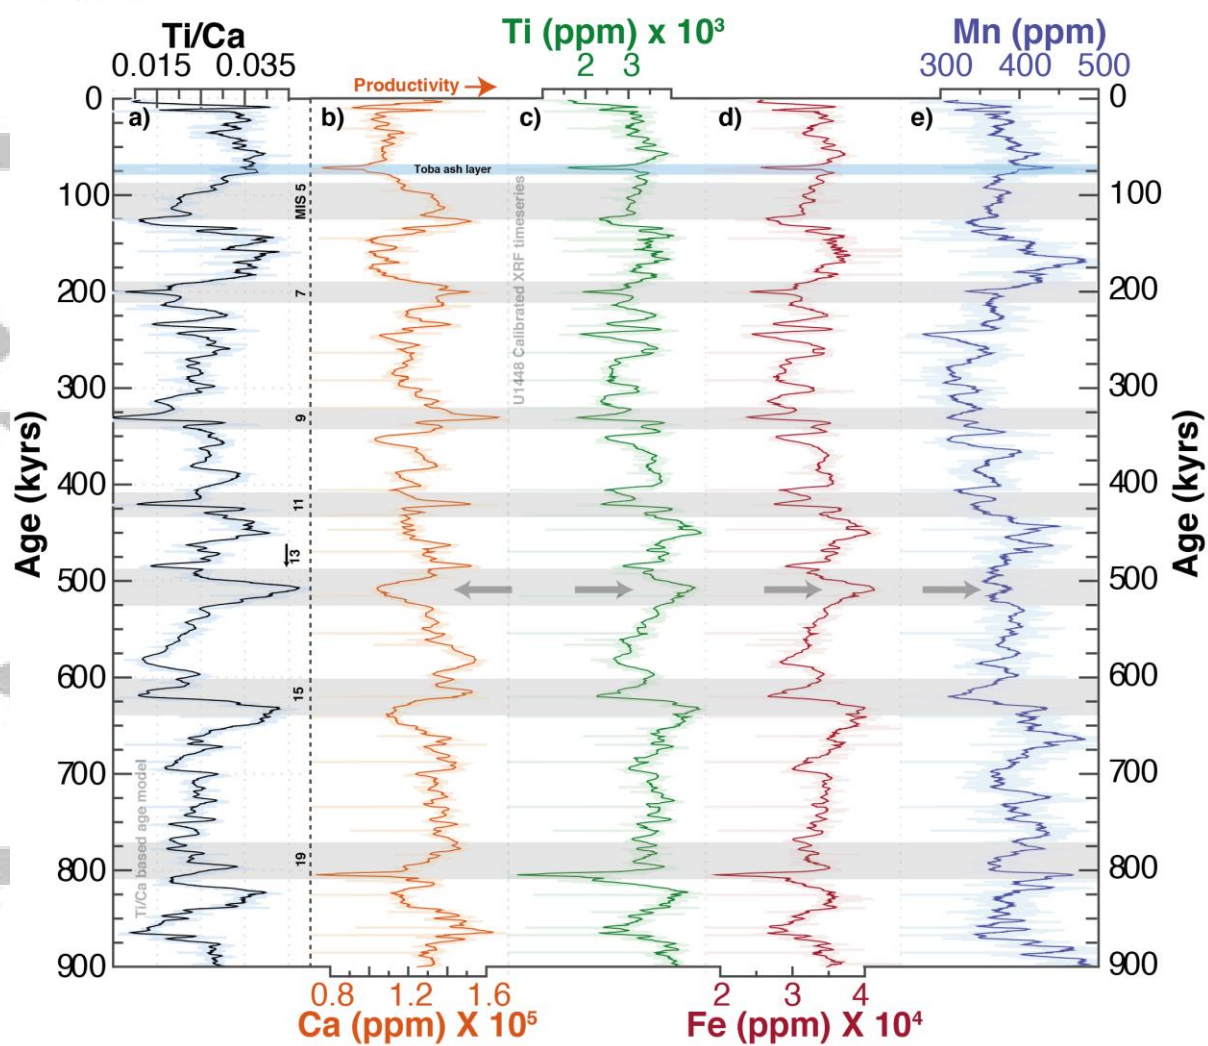 Ti/Ca
0.015 0.035
Productivity
Ti (ppm) x 10³
2 3
Mn (ppm)
300 400 500
a)
b)
c)
d)
e)
Toba ash layer
MIS 5
7
9
11
13
15
19
U1448 Calibrated XRF timeseries
Ti/Ca based age model
Age (kyrs)
0
100
200
300
400
500
600
700
800
900
Age (kyrs)
0
100
200
300
400
500
600
700
800
900
0.8 1.2 1.6
Ca (ppm) X 10⁵
2 3 4
Fe (ppm) X 10⁴